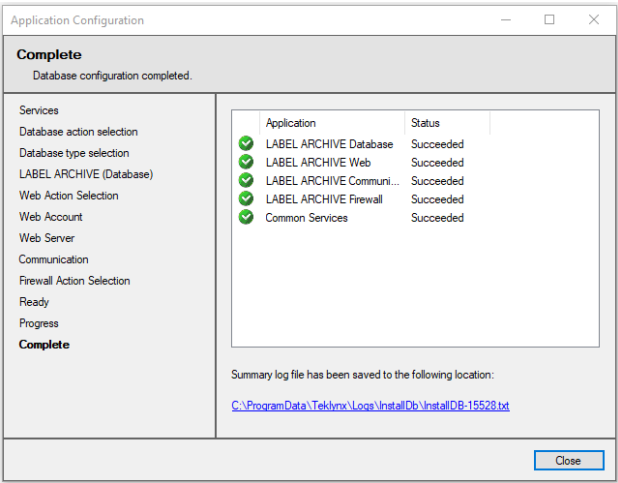 Application Configuration
Complete
Database configuration completed.
Services
Database action selection
Database type selection
LABEL ARCHIVE (Database)
Web Action Selection
Web Account
Web Server
Communication
Firewall Action Selection
Ready
Progress
Complete
Application Status
LABEL ARCHIVE Database Succeeded
LABEL ARCHIVE Web Succeeded
LABEL ARCHIVE Communi... Succeeded
LABEL ARCHIVE Firewall Succeeded
Common Services Succeeded
Summary log file has been saved to the following location:
C:\ProgramData\Teklynx\Logs\InstallDb\InstallDB-15528.txt
Close